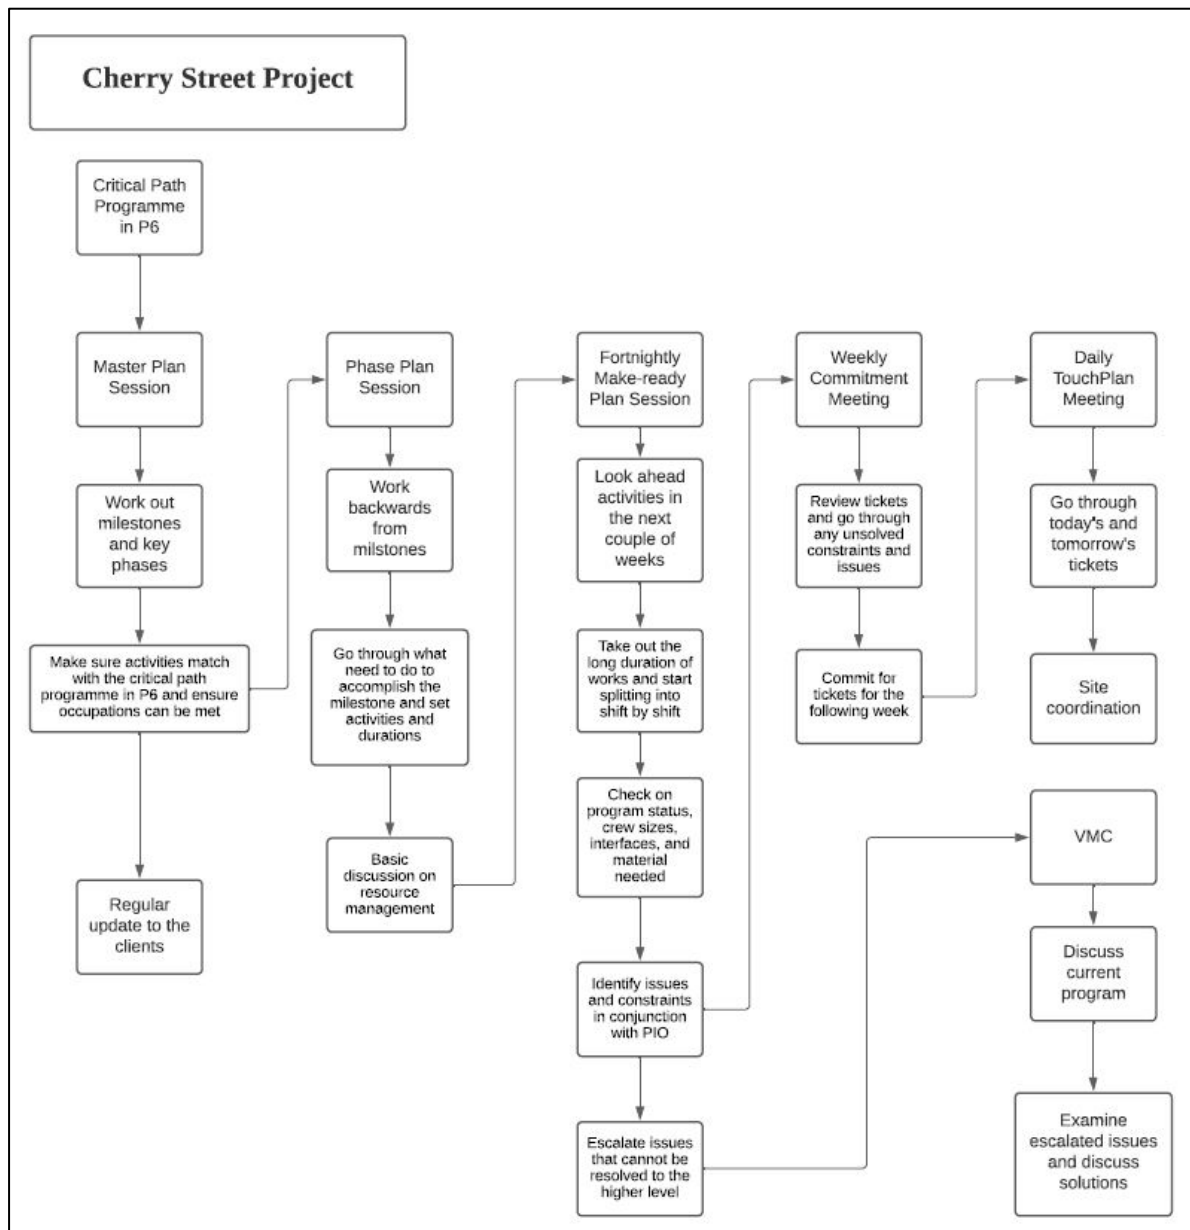 Cherry Street Project
Critical Path
Programme
in P6
Master Plan
Session
Work out
milestones
and key
phases
Make sure activities match
with the critical path
programme in P6 and ensure
occupations can be met
Regular
update to the
clients
Phase Plan
Session
Work
backwards
from
milstones
Go through what
need to do to
accomplish the
milestone and set
activities and
durations
Basic
discussion on
resource
management
Fortnightly
Make-ready
Plan Session
Look ahead
activities in
the next
couple of
weeks
Take out the
long duration of
works and start
splitting into
shift by shift
Check on
program status,
crew sizes,
interfaces, and
material
needed
Identify issues
and constraints
in conjunction
with PIO
Escalate issues
that cannot be
resolved to the
higher level
Weekly
Commitment
Meeting
Review tickets
and go through
any unsolved
constraints and
issues
Commit for
tickets for the
following week
Daily
TouchPlan
Meeting
Go through
today's and
tomorrow's
tickets
Site
coordination
VMC
Discuss
current
program
Examine
escalated issues
and discuss
solutions